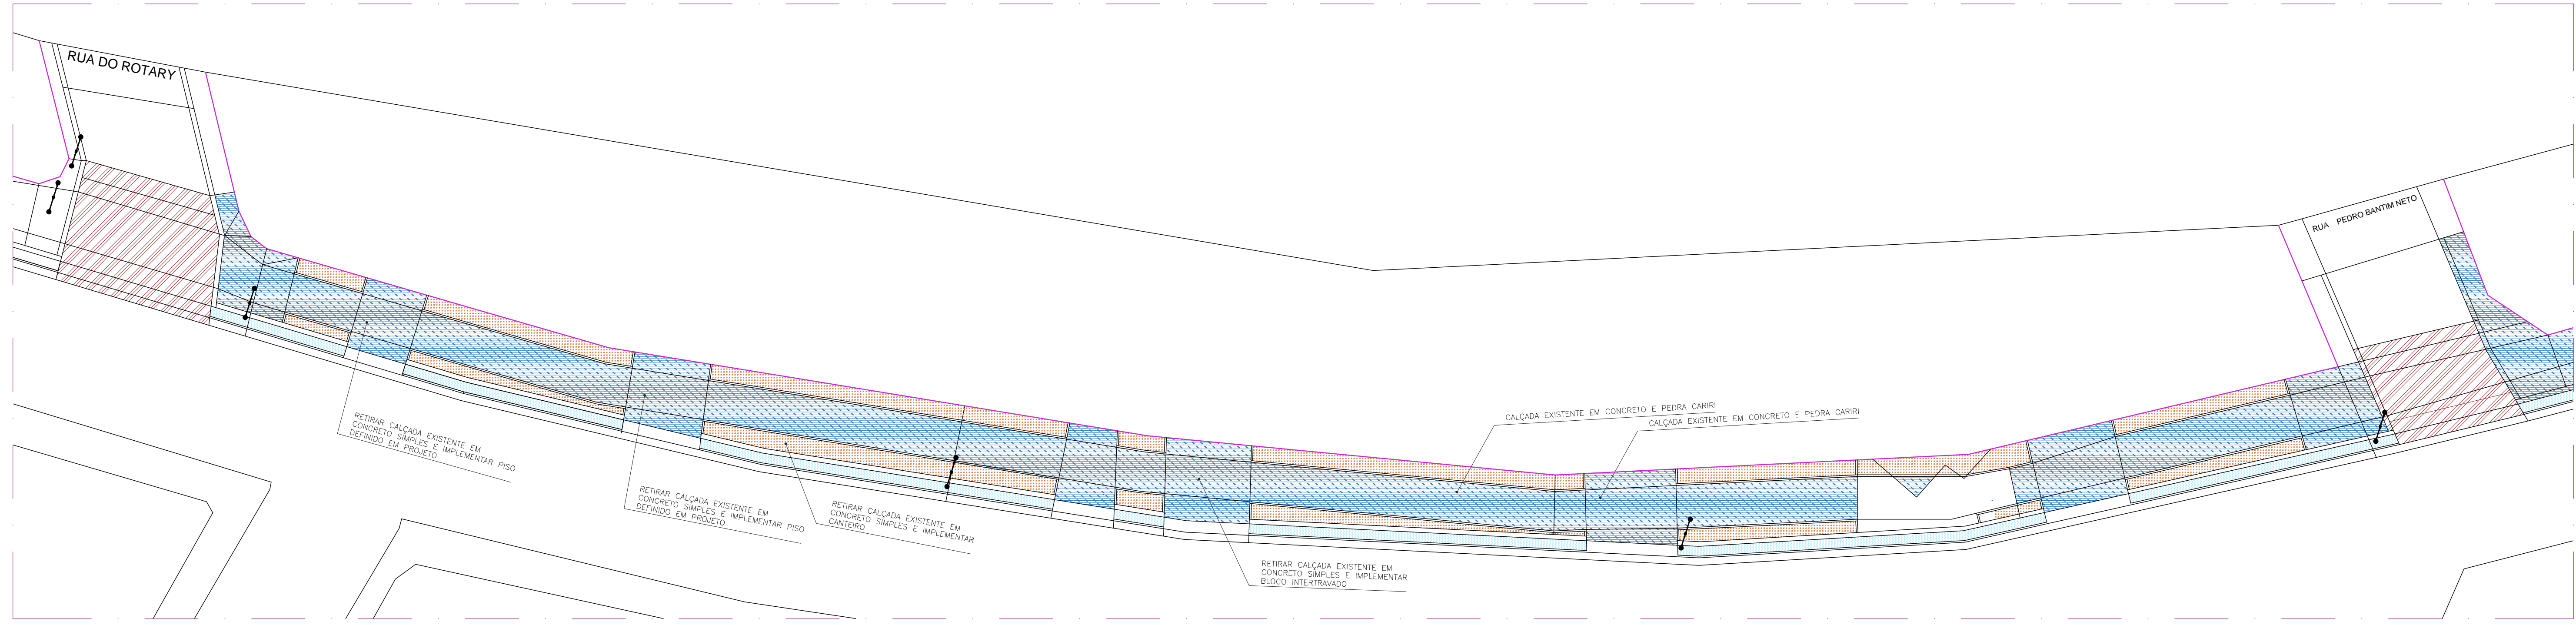 RUA DO ROTARY
RUA PEDRO BANTIM NETO
CALÇADA EXISTENTE EM CONCRETO E PEDRA CARIRI
CALÇADA EXISTENTE EM CONCRETO E PEDRA CARIRI
RETIRAR CALÇADA EXISTENTE EM
CONCRETO SIMPLES E IMPLEMENTAR PISO
DEFINIDO EM PROJETO
RETIRAR CALÇADA EXISTENTE EM
CONCRETO SIMPLES E IMPLEMENTAR PISO
DEFINIDO EM PROJETO
RETIRAR CALÇADA EXISTENTE EM
CONCRETO SIMPLES E IMPLEMENTAR
CANTEIRO
RETIRAR CALÇADA EXISTENTE EM
CONCRETO SIMPLES E IMPLEMENTAR
BLOCO INTERTRAVADO